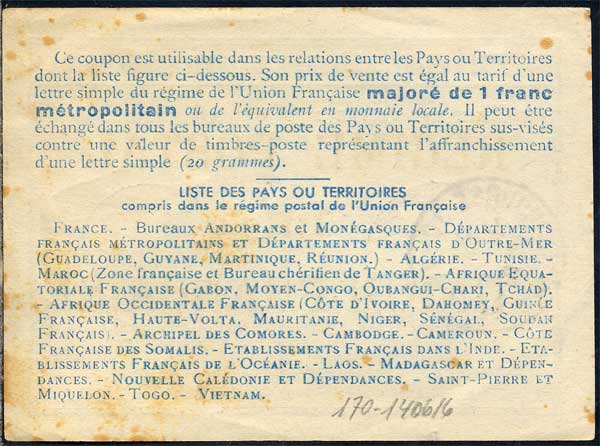 Ce coupon est utilisable dans les relations entre les Pays ou Territoires
dont la liste figure ci-dessous. Son prix de vente est égal au tarif d'une
lettre simple du régime de l'Union Française majoré de 1 franc
métropolitain ou de l'équivalent en monnaie locale. Il peut être
échangé dans tous les bureaux de poste des Pays ou Territoires sus-visés
contre une valeur de timbres-poste représentant l'affranchissement
d'une lettre simple (20 grammes).
LISTE DES PAYS OU TERRITOIRES
compris dans le régime postal de l'Union Française
FRANCE. - BUREAUX ANDORRANS ET MONÉGASQUES. - DÉPARTEMENTS
FRANÇAIS MÉTROPOLITAINS ET DÉPARTEMENTS FRANÇAIS D'OUTRE-MER
(GUADELOUPE, GUYANE, MARTINIQUE, RÉUNION.) - ALGÉRIE. - TUNISIE. -
MAROC (Zone française et Bureau chérifien de TANGER). - AFRIQUE EQUA-
TORIALE FRANÇAISE (GABON, MOYEN-CONGO, OUBANGUI-CHARI, TCHAD).
- AFRIQUE OCCIDENTALE FRANÇAISE (CÔTE D'IVOIRE, DAHOMEY, GUINÉE
FRANÇAISE, HAUTE-VOLTA, MAURITANIE, NIGER, SÉNÉGAL, SOUDAN
FRANÇAIS). - ARCHIPEL DES COMORES. - CAMBODGE. - CAMEROUN. - CÔTE
FRANÇAISE DES SOMALIS. - ETABLISSEMENTS FRANÇAIS DANS L'INDE. - ETA-
BLISSEMENTS FRANÇAIS DE L'OCÉANIE. - LAOS. - MADAGASCAR ET DÉPEN-
DANCES. - NOUVELLE CALÉDONIE ET DÉPENDANCES. - SAINT-PIERRE ET
MIQUELON. - TOGO. - VIETNAM.
170-140616